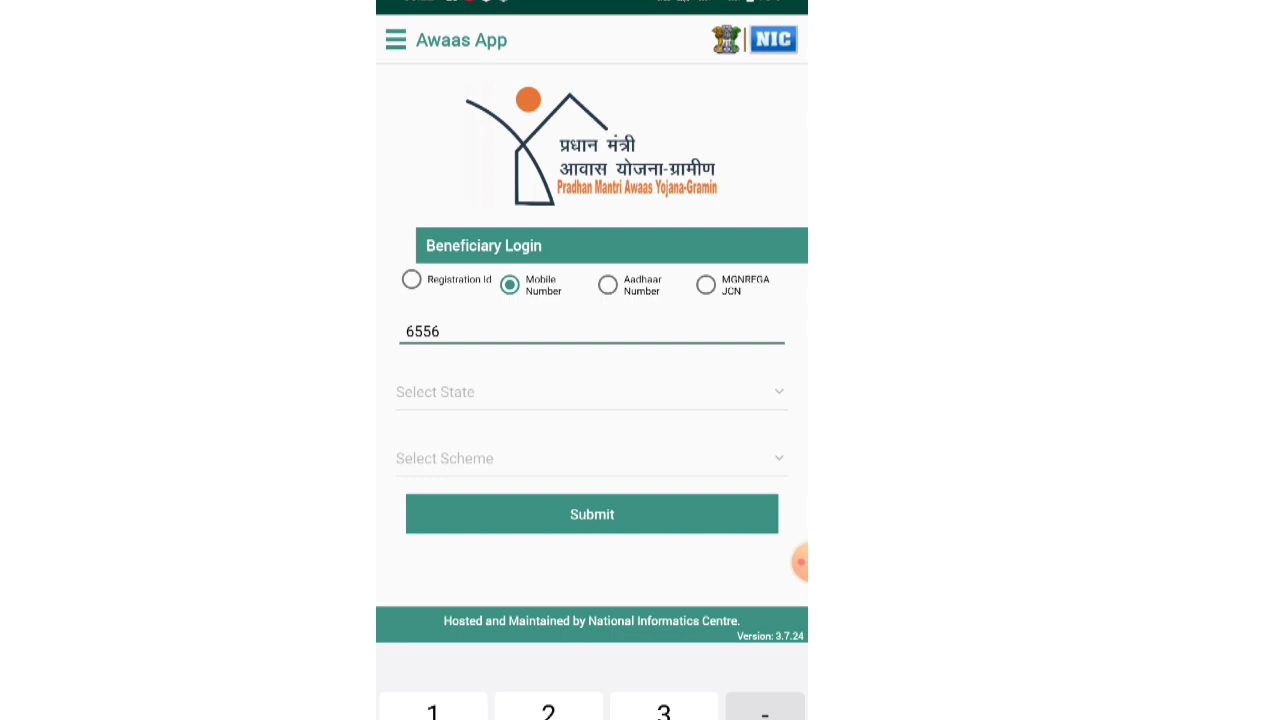 Awaas App
NIC
प्रधान मंत्री
आवास योजना-ग्रामीण
Pradhan Mantri Awaas Yojana-Gramin
Beneficiary Login
Registration Id
Mobile Number
Aadhaar Number
MGNREGA JCN
6556
Select State
Select Scheme
Submit
Hosted and Maintained by National Informatics Centre.
Version: 3.7.24
1 2 3 -